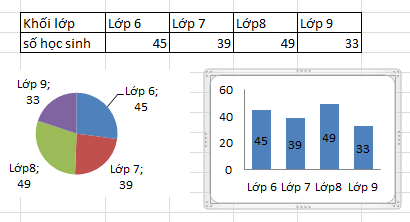 Khối lớp Lớp 6 Lớp 7 Lớp8 Lớp 9
số học sinh 45 39 49 33
Lớp 9;
33
Lớp 6;
45
Lớp8;
49
Lớp 7;
39
60
40
20
0
45 39 49 33
Lớp 6 Lớp 7 Lớp8 Lớp 9